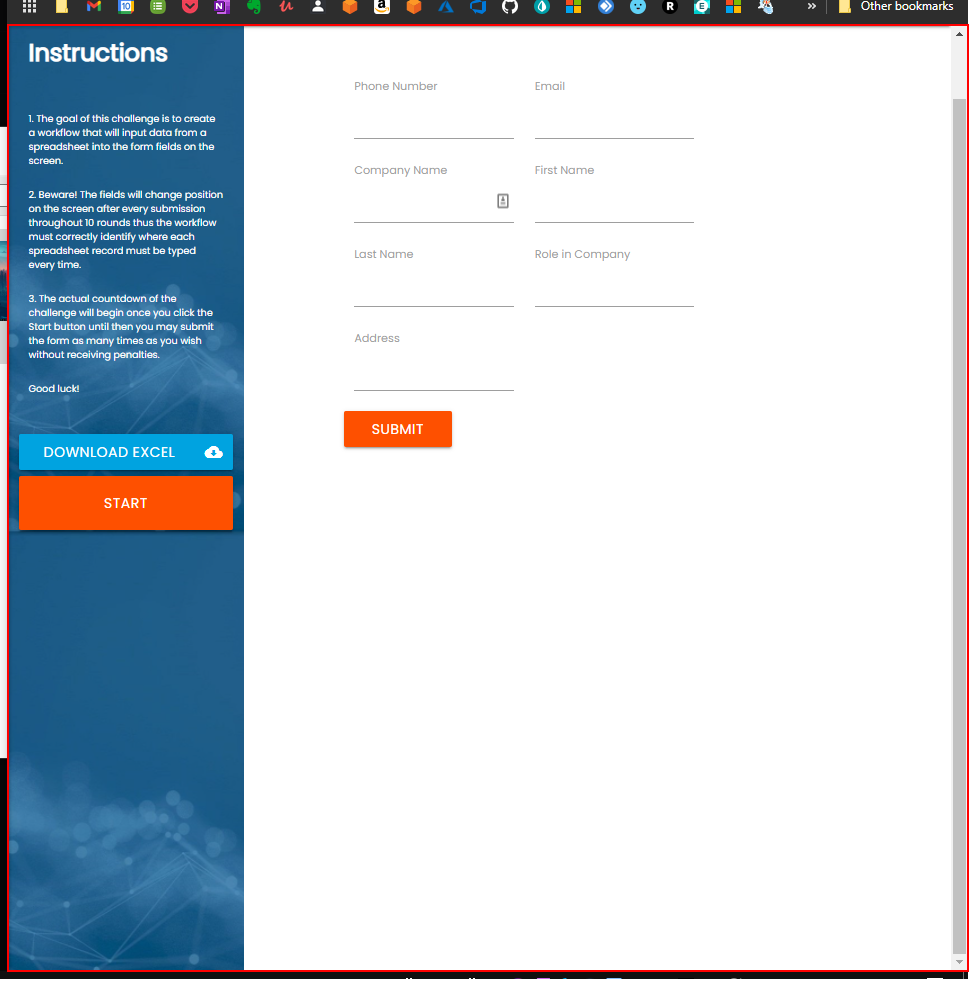 Other bookmarks
Instructions
1. The goal of this challenge is to create
a workflow that will input data from a
spreadsheet into the form fields on the
screen.
2. Beware! The fields will change position
on the screen after every submission
throughout 10 rounds thus the workflow
must correctly identify where each
spreadsheet record must be typed
every time.
3. The actual countdown of the
challenge will begin once you click the
Start button until then you may submit
the form as many times as you wish
without receiving penalties.
Good luck!
DOWNLOAD EXCEL
START
Phone Number
Email
Company Name
First Name
Last Name
Role in Company
Address
SUBMIT